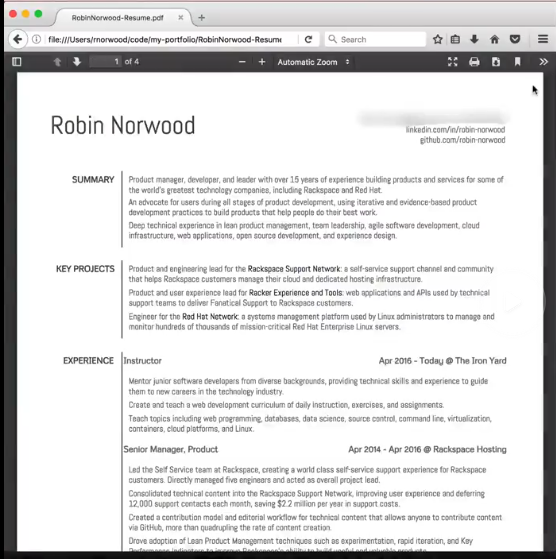 RobinNorwood-Resume.pdf
file:///Users/rnorwood/code/my-portfolio/RobinNorwood-Resume
Search
1 of 4
Automatic Zoom
Robin Norwood
linkedin.com/in/robin-norwood
github.com/robin-norwood
SUMMARY
Product manager, developer, and leader with over 15 years of experience building products and services for some of
the world's greatest technology companies, including Rackspace and Red Hat.
An advocate for users during all stages of product development, using iterative and evidence-based product
development practices to build products that help people do their best work.
Deep technical experience in lean product management, team leadership, agile software development, cloud
infrastructure, web applications, open source development, and experience design.
KEY PROJECTS
Product and engineering lead for the Rackspace Support Network: a self-service support channel and community
that helps Rackspace customers manage their cloud and dedicated hosting infrastructure.
Product and user experience lead for Racker Experience and Tools: web applications and APIs used by technical
support teams to deliver Fanatical Support to Rackspace customers.
Engineer for the Red Hat Network: a systems management platform used by Linux administrators to manage and
monitor hundreds of thousands of mission-critical Red Hat Enterprise Linux servers.
EXPERIENCE
Instructor Apr 2016 - Today @ The Iron Yard
Mentor junior software developers from diverse backgrounds, providing technical skills and experience to guide
them to new careers in the technology industry.
Create and teach a web development curriculum of daily instruction, exercises, and assignments.
Teach topics including web programming, databases, data science, source control, command line, virtualization,
containers, cloud platforms, and Linux.
Senior Manager, Product Apr 2014 - Apr 2016 @ Rackspace Hosting
Led the Self Service team at Rackspace, creating a world class self-service support experience for Rackspace
customers. Directly managed five engineers and acted as overall project lead.
Consolidated technical content into the Rackspace Support Network, improving user experience and deferring
12,000 support contacts each month, saving $2.2 million per year in support costs.
Created a contribution model and editorial workflow for technical content that allows anyone to contribute content
via GitHub, more than quadrupling the rate of content creation.
Drove adoption of Lean Product Management techniques such as experimentation, rapid iteration, and Key
Performance Indicators to improve Rackspace's ability to build useful and valuable products.